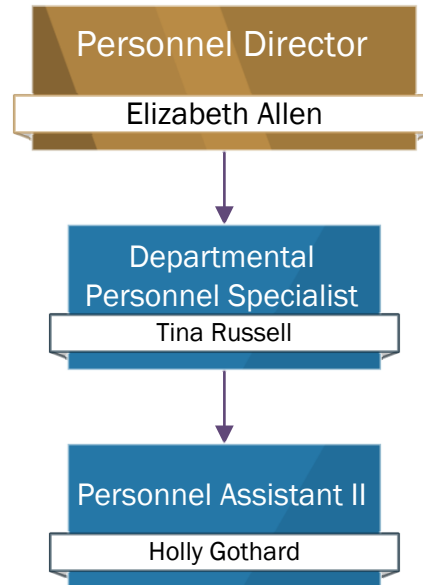 Personnel Director
Elizabeth Allen
Departmental
Personnel Specialist
Tina Russell
Personnel Assistant II
Holly Gothard